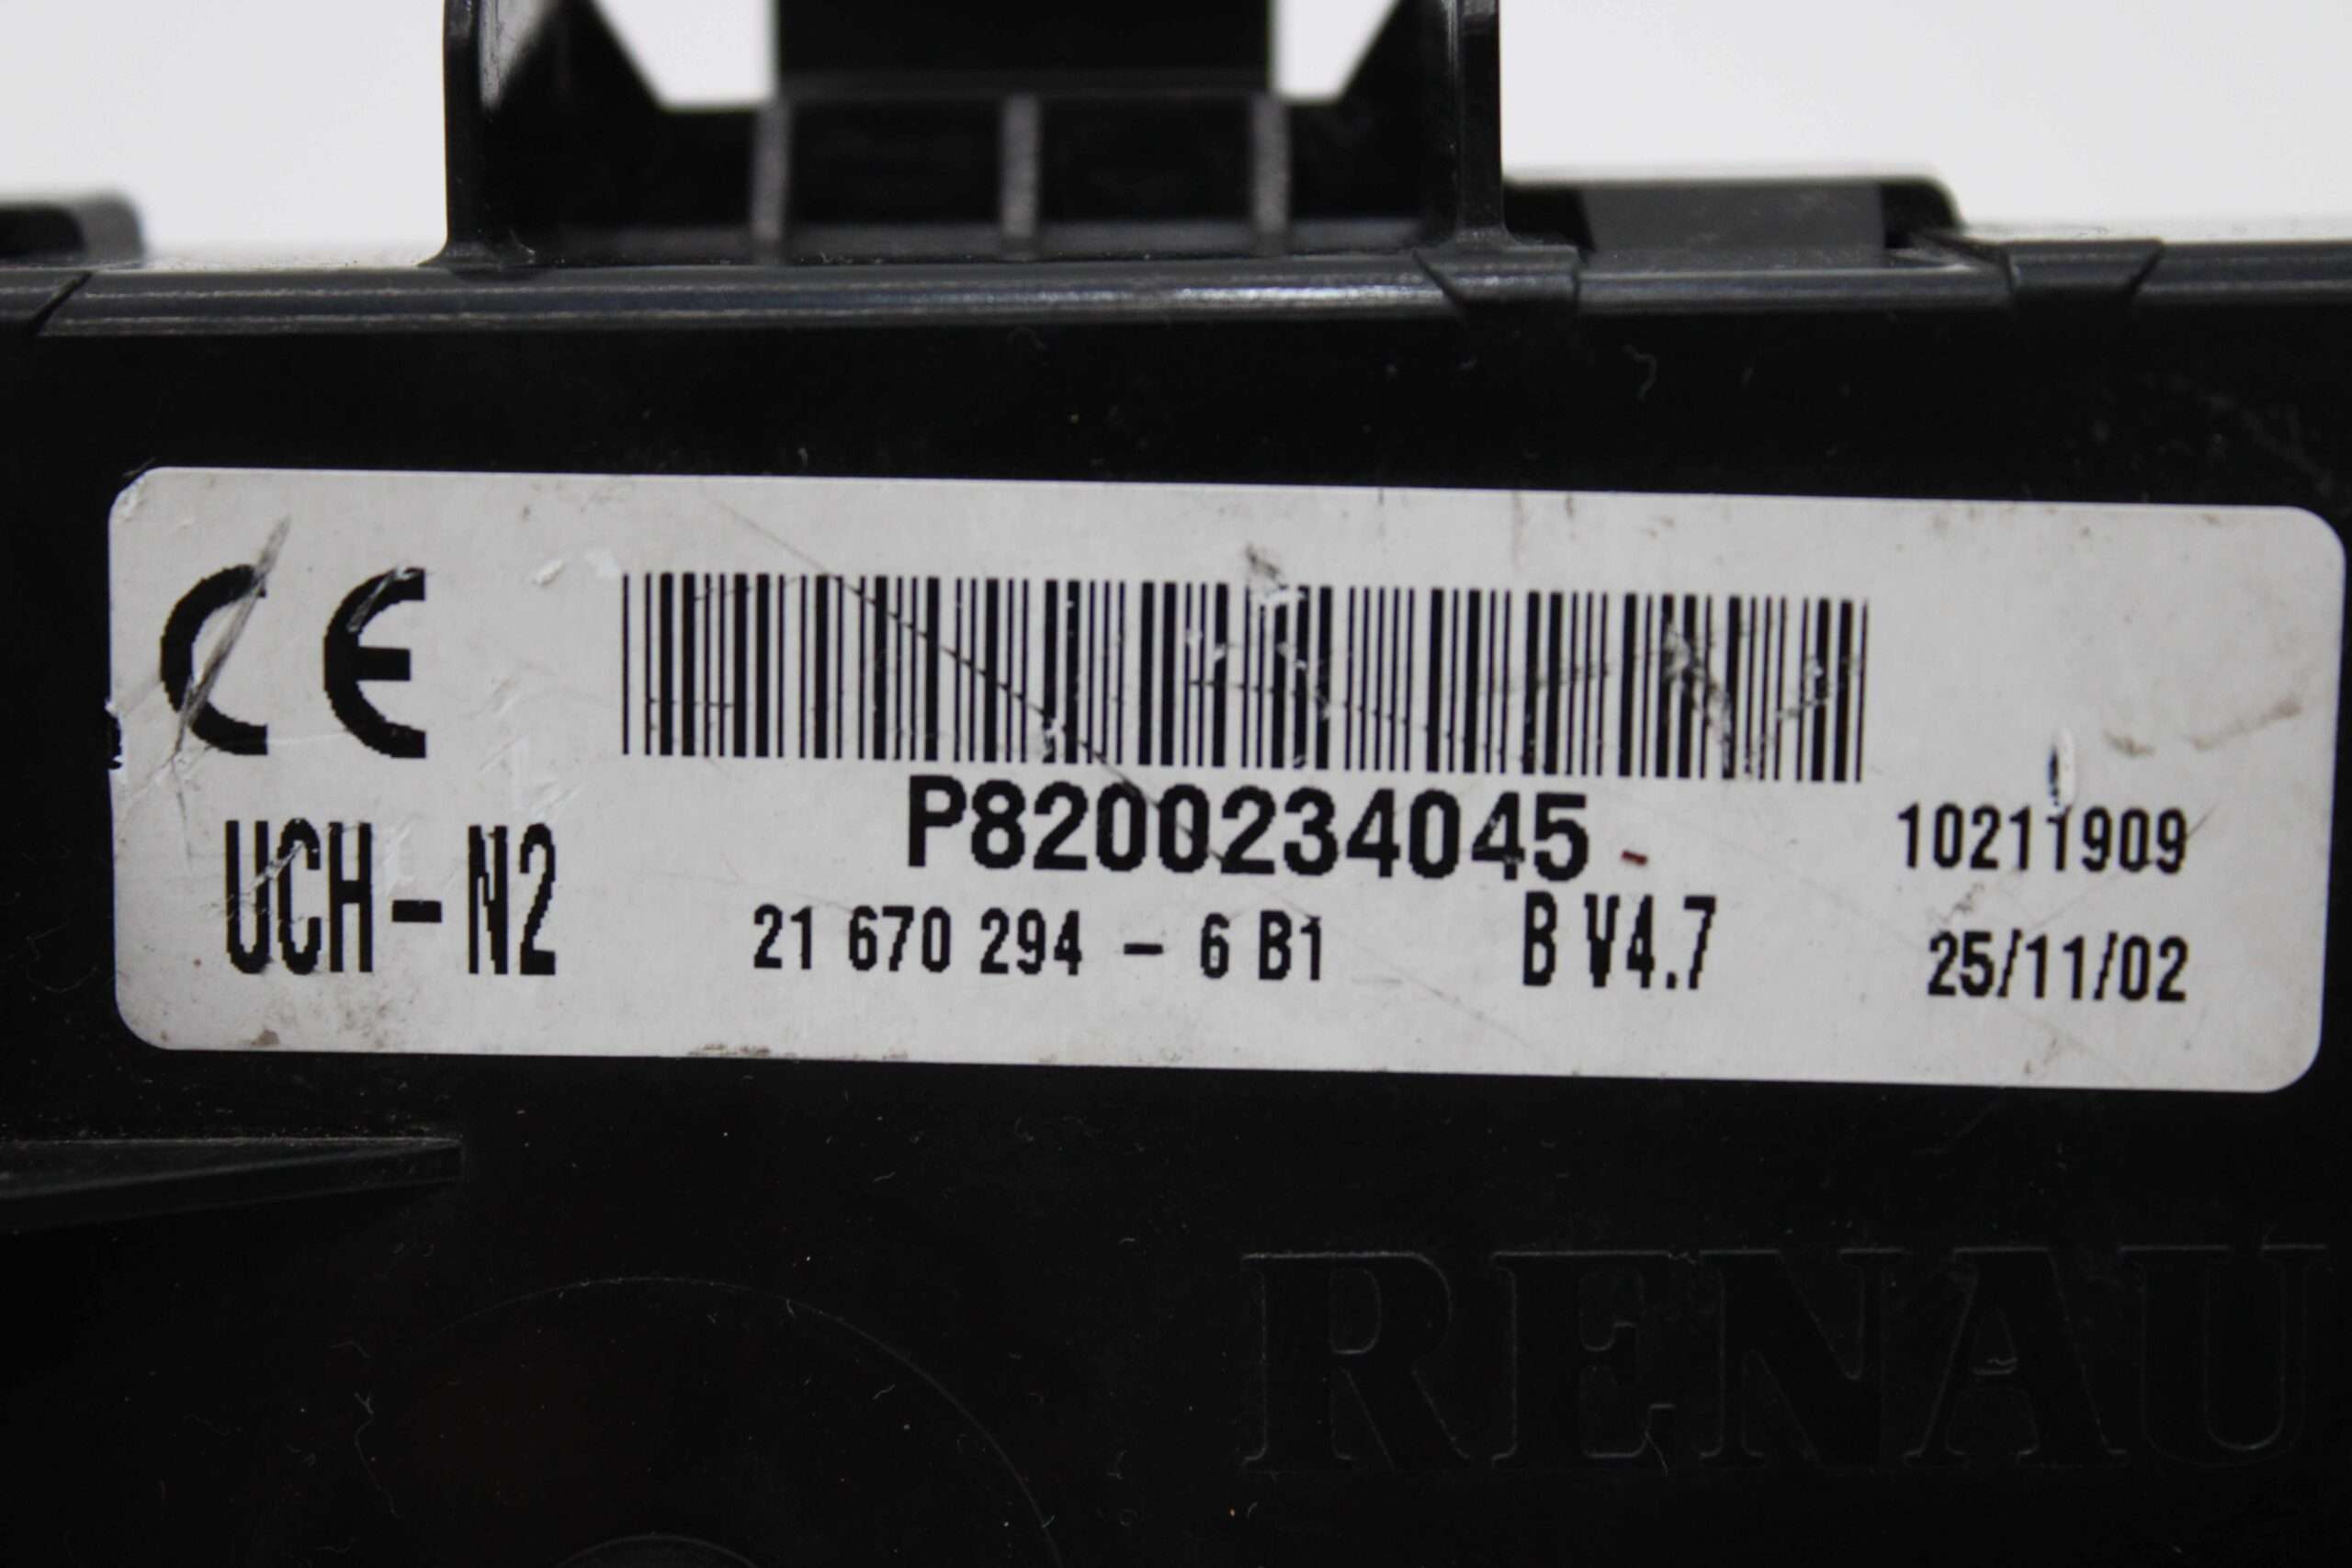 CE
P8200234045
10211909
UCH-N2
21 670 294 - 6 B1
B V4.7
25/11/02
RENAU